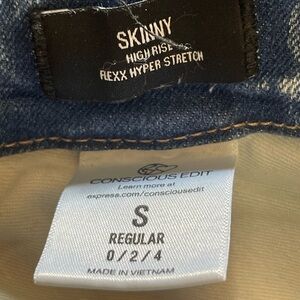 SKINNY
HIGH RISE
FLEXX HYPER STRETCH
CONSCIOUS EDIT
Learn more at
express.com/consciousedit
S
REGULAR
0/2/4
MADE IN VIETNAM